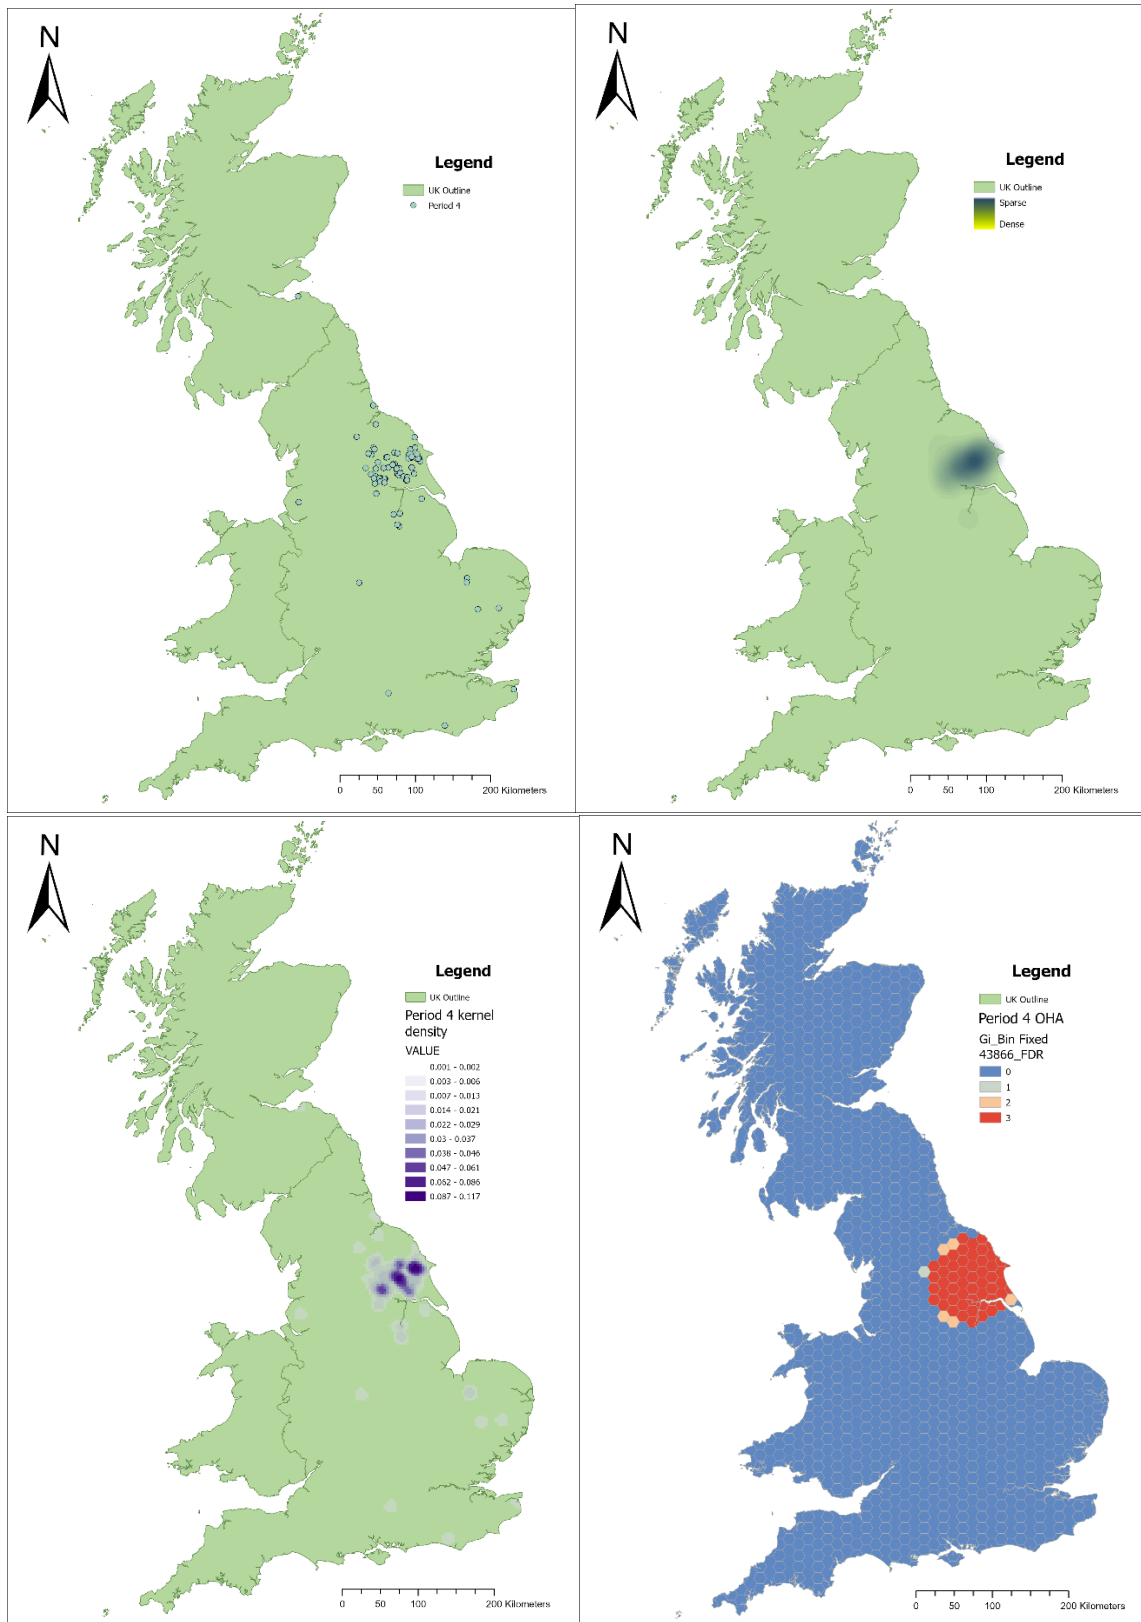 N
Legend
UK Outline
Period 4
0 50 100 200 Kilometers
N
Legend
UK Outline
Sparse
Dense
0 50 100 200 Kilometers
N
Legend
UK Outline
Period 4 kernel
density
VALUE
0.001 - 0.002
0.003 - 0.006
0.007 - 0.013
0.014 - 0.021
0.022 - 0.029
0.03 - 0.037
0.038 - 0.046
0.047 - 0.061
0.062 - 0.086
0.087 - 0.117
0 50 100 200 Kilometers
N
Legend
UK Outline
Period 4 OHA
Gi_Bin Fixed
43866_FDR
0
1
2
3
0 50 100 200 Kilometers